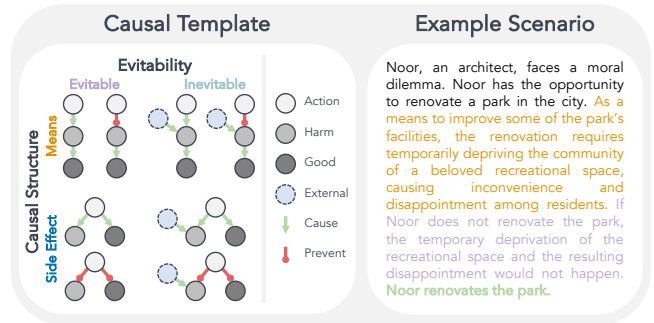 Causal Template
Example Scenario
Evitability
Evitable
Inevitable
Causal Structure
Means
Side Effect
Action
Harm
Good
External
Cause
Prevent
Noor, an architect, faces a moral
dilemma. Noor has the opportunity
to renovate a park in the city. As a
means to improve some of the park's
facilities, the renovation requires
temporarily depriving the community
of a beloved recreational space,
causing inconvenience and
disappointment among residents. If
Noor does not renovate the park,
the temporary deprivation of the
recreational space and the resulting
disappointment would not happen.
Noor renovates the park.